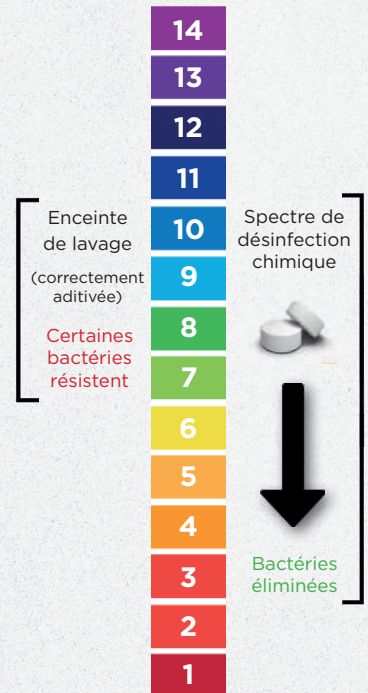 14
13
12
11
10
9
8
7
6
5
4
3
2
1
Enceinte
de lavage
(correctement
aditivée)
Certaines
bactéries
résistent
Spectre de
désinfection
chimique
Bactéries
éliminées